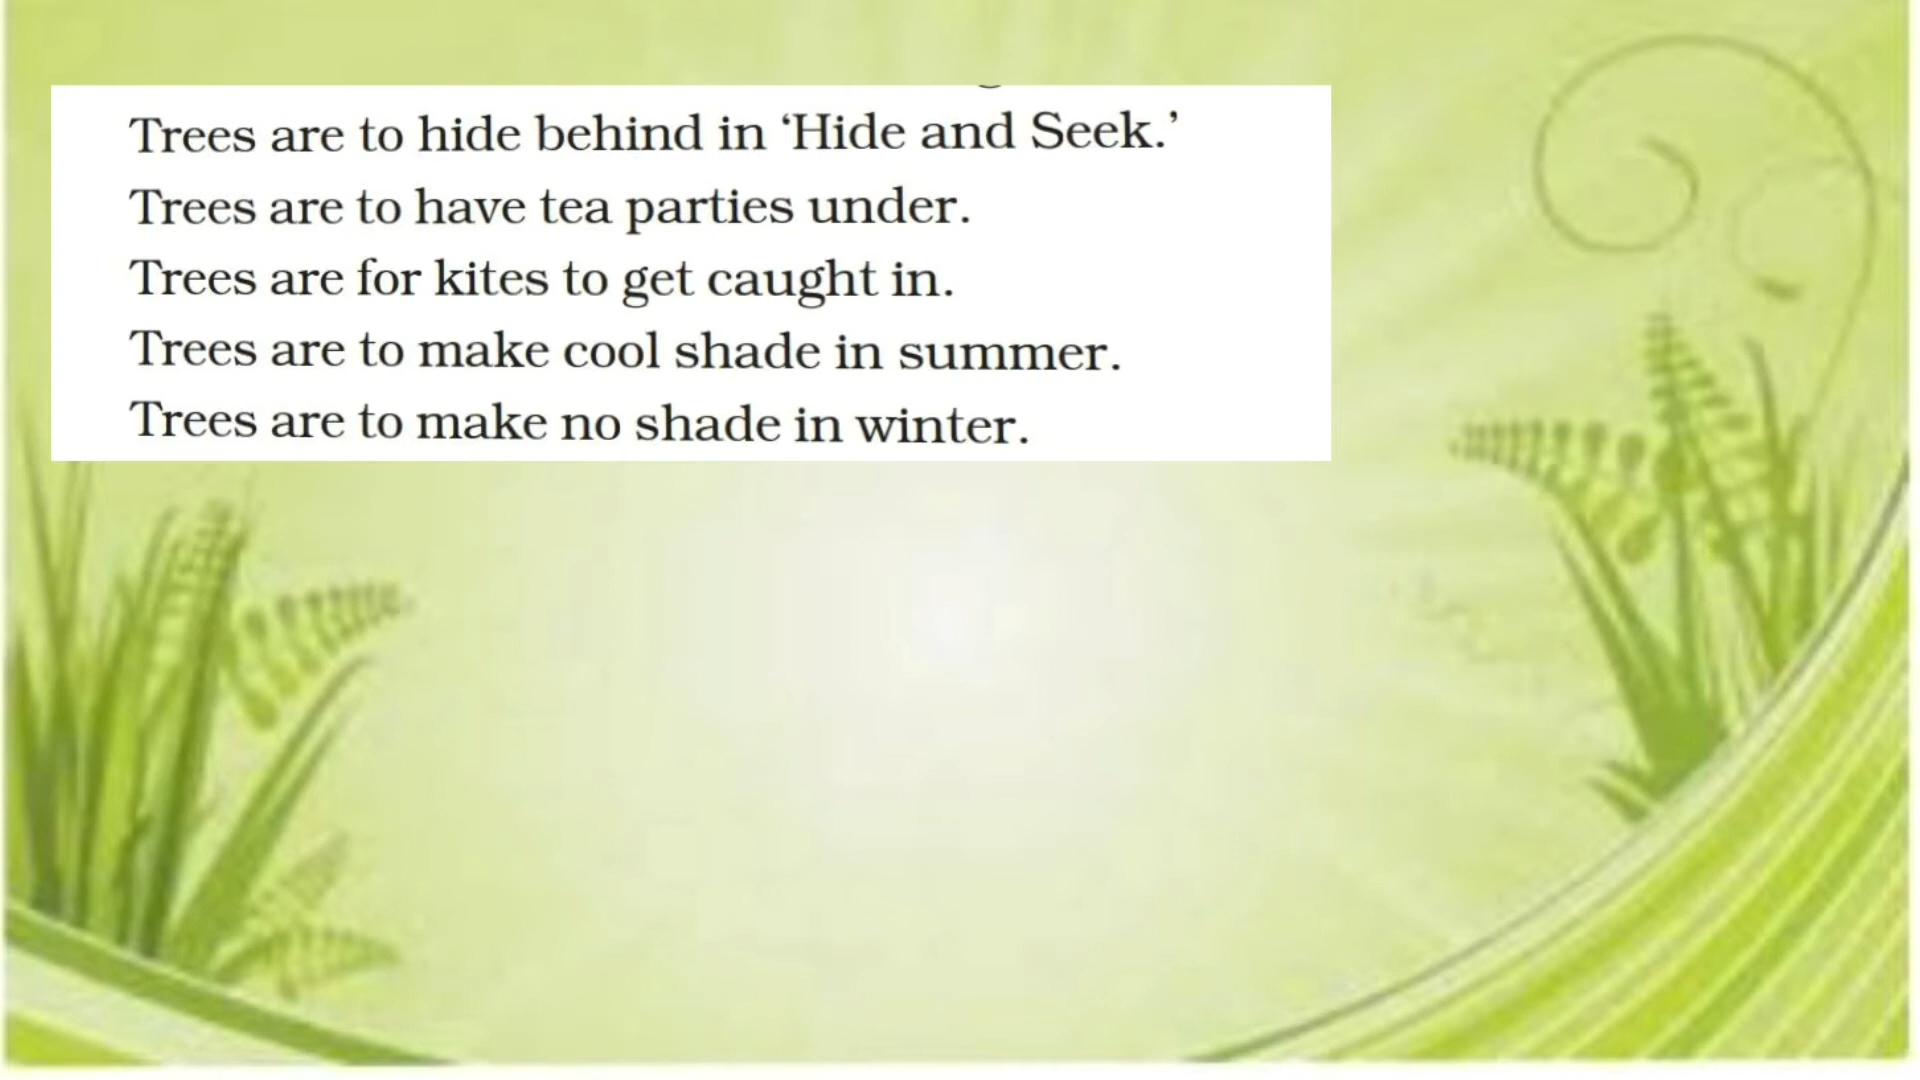 Trees are to hide behind in ‘Hide and Seek.’
Trees are to have tea parties under.
Trees are for kites to get caught in.
Trees are to make cool shade in summer.
Trees are to make no shade in winter.